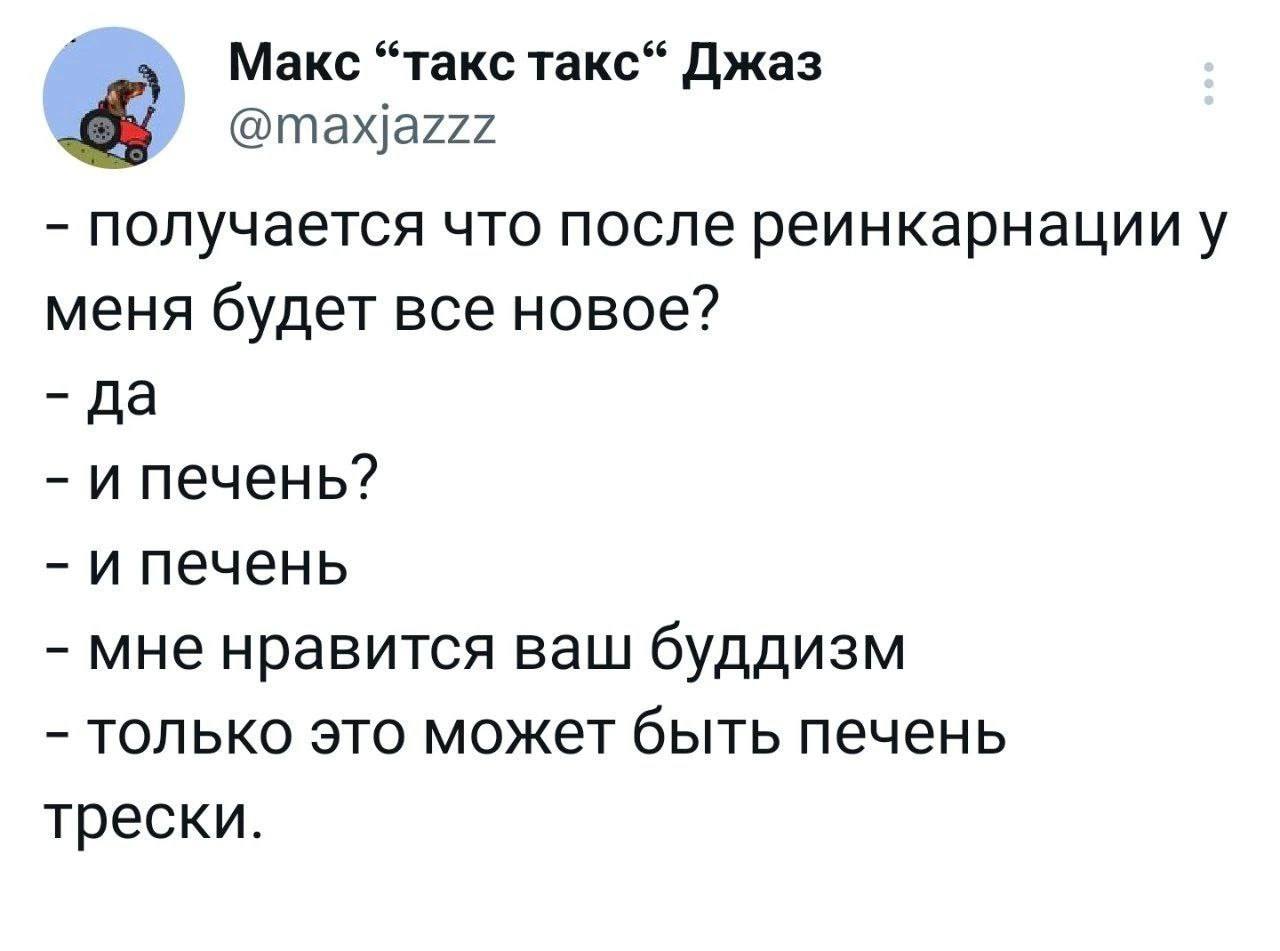 Макс “такс такс“ Джаз
@maxjazzz
- получается что после реинкарнации у
меня будет все новое?
- да
- и печень?
- и печень
- мне нравится ваш буддизм
- только это может быть печень
трески.